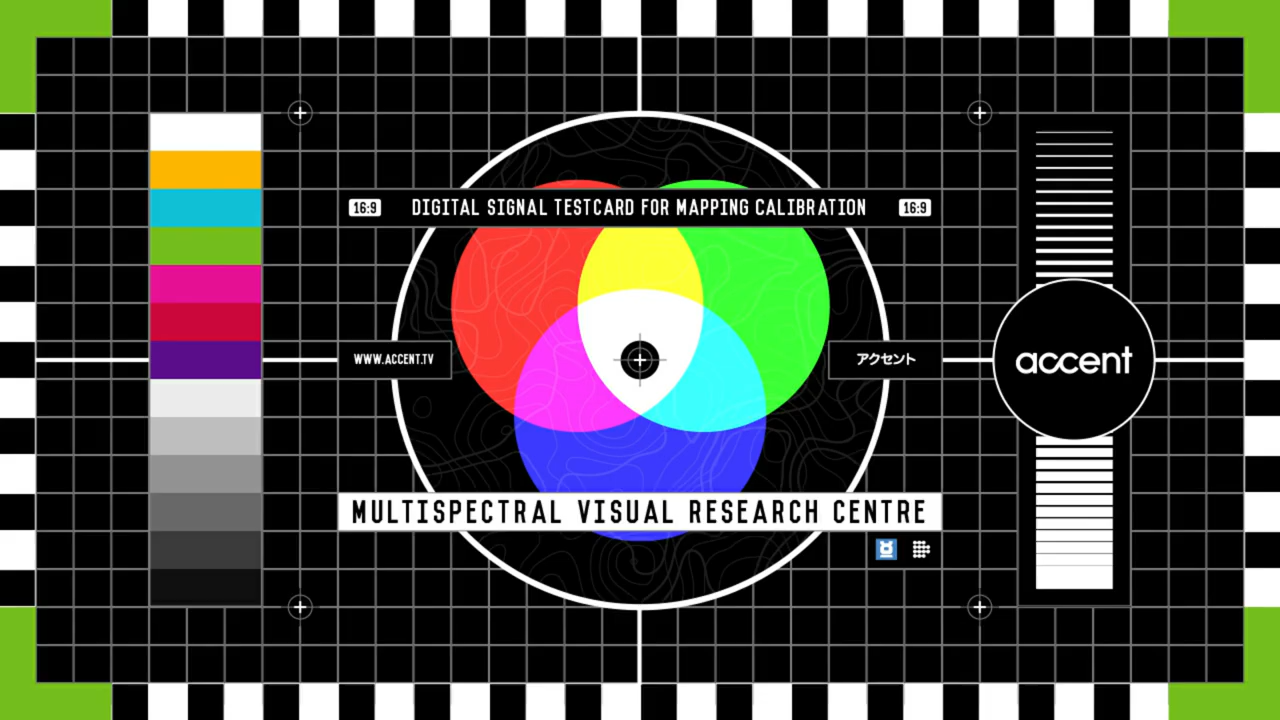 16:9 DIGITAL SIGNAL TESTCARD FOR MAPPING CALIBRATION 16:9
WWW.ACCENT.TV
アクセント
accent
MULTISPECTRAL VISUAL RESEARCH CENTRE